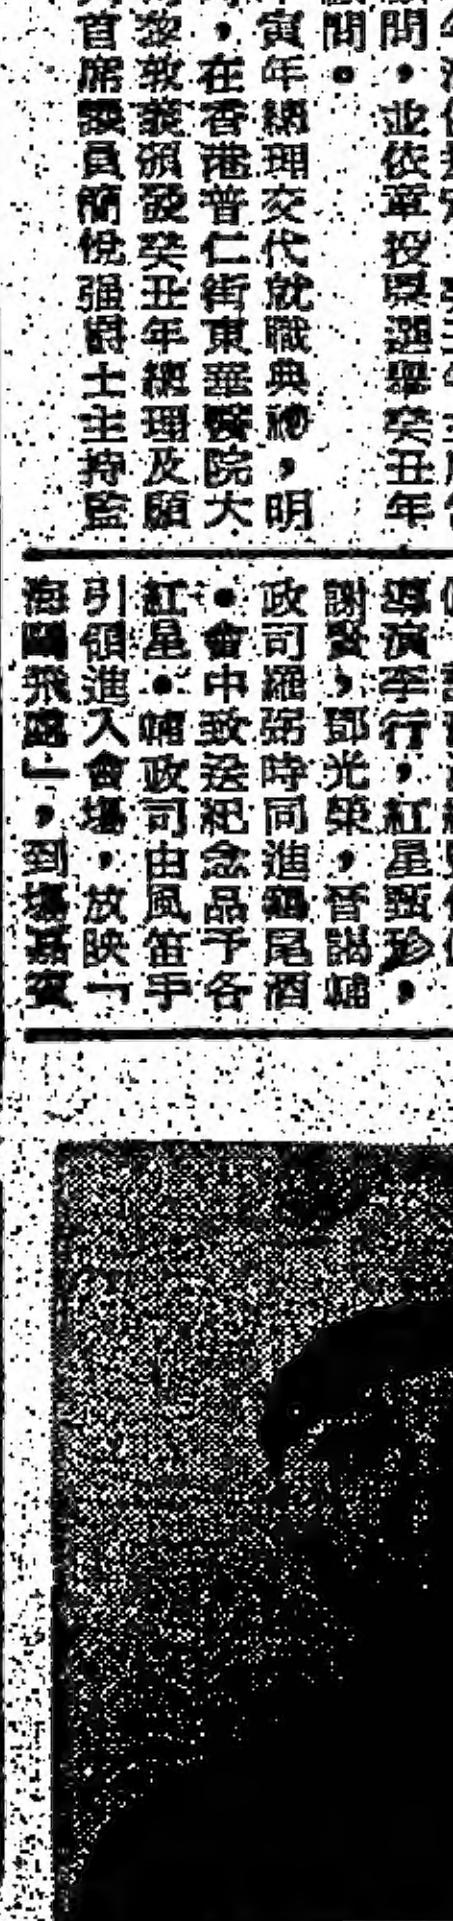 問，並依章投票選舉癸丑年
問。
寅年總理交代就職典禮，明
，在香港普仁街東華醫院大
黎敦義頒發癸丑年總理及顧
首席議員簡悅强爵士主持監
導演李行，紅星甄珍，
謝賢，鄧光榮，晉謁輔
政司羅弼時同進鷄尾酒
。會中致送紀念品予各
紅星。輔政司由風笛手
引領進入會場，放映「
海鷗飛處」，到場嘉賓